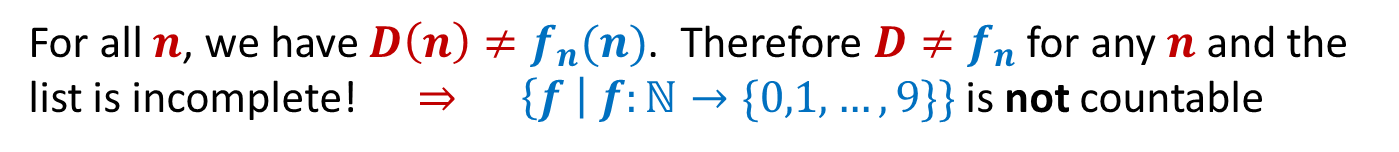 For all n, we have D(n) ≠ fₙ(n). Therefore D ≠ fₙ for any n and the
list is incomplete! ⇒ {f | f: ℕ → {0,1, … , 9}} is not countable